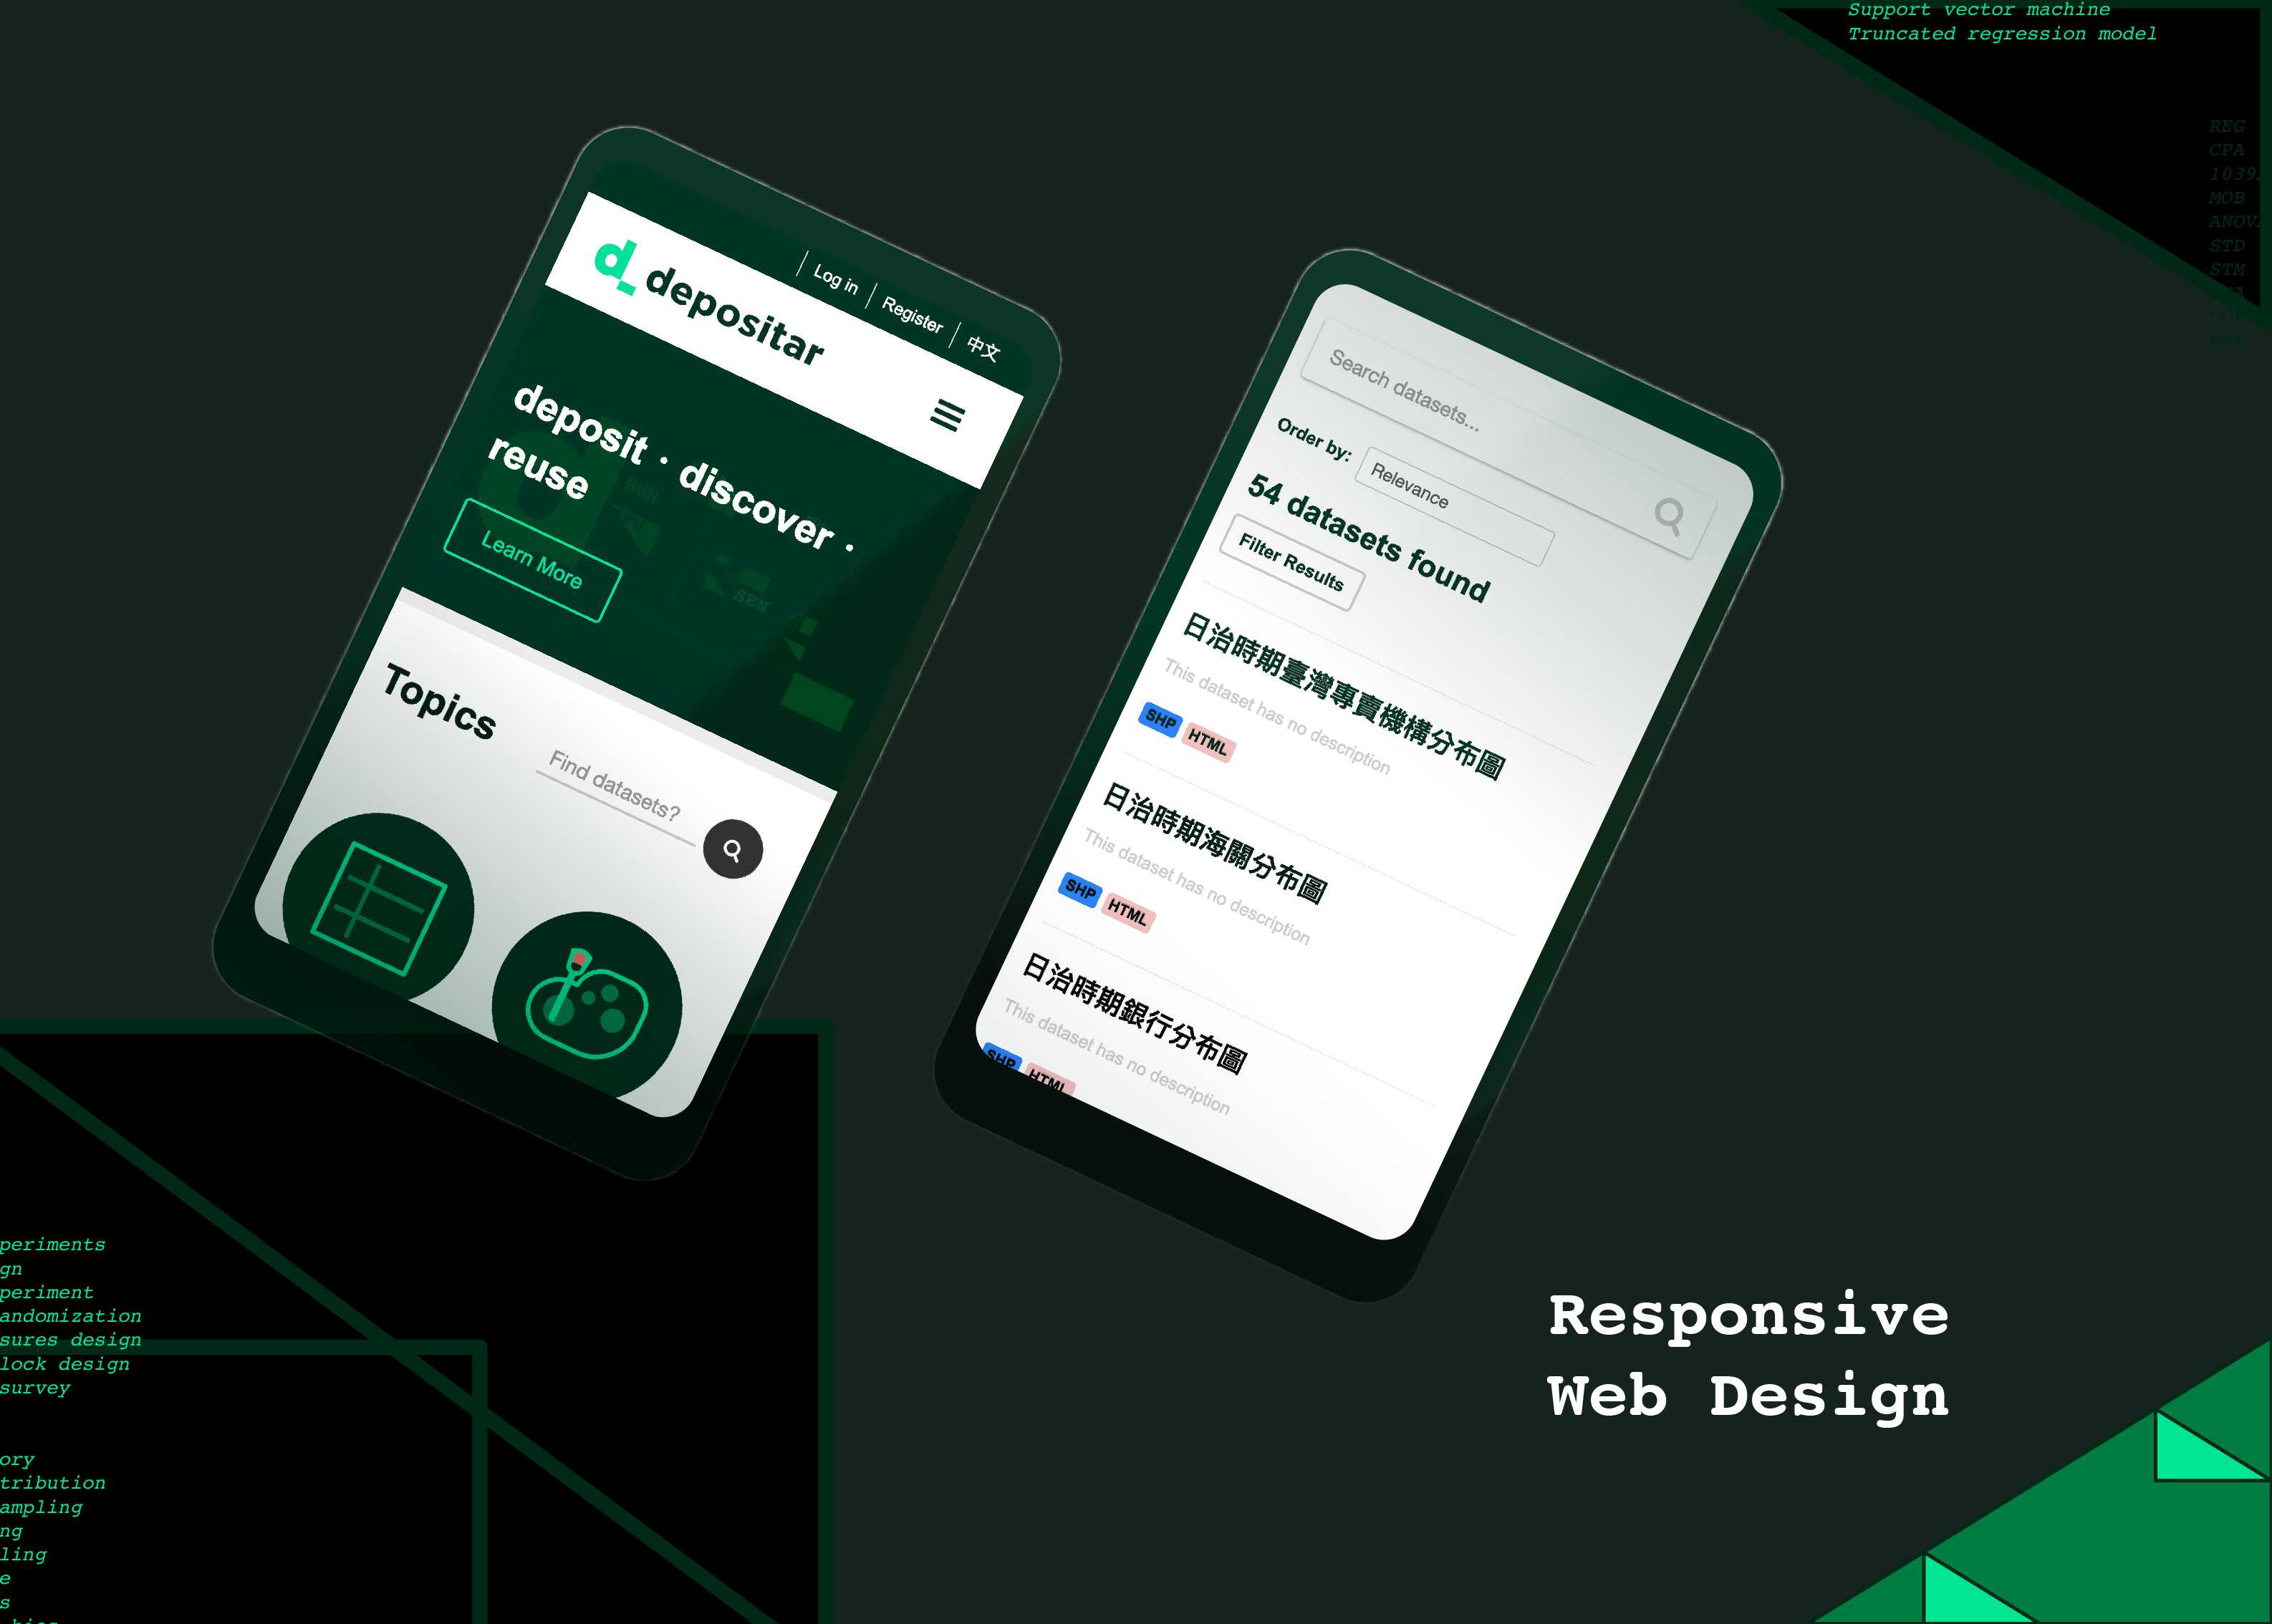 Support vector machine
Truncated regression model
REG
CPA
1039
MOB
ANOVA
STD
STM
Log in
Register
中文
depositar
deposit · discover ·
reuse
Learn More
SUN
SEN
Topics
Find datasets?
Search datasets...
Order by:
Relevance
54 datasets found
Filter Results
日治時期臺灣專賣機構分布圖
This dataset has no description
SHP HTML
日治時期海關分布圖
This dataset has no description
SHP HTML
日治時期銀行分布圖
This dataset has no description
SHP HTML
periments
gn
periment
andomization
sures design
lock design
survey
ory
tribution
ampling
ng
ling
e
s
bias
Responsive
Web Design